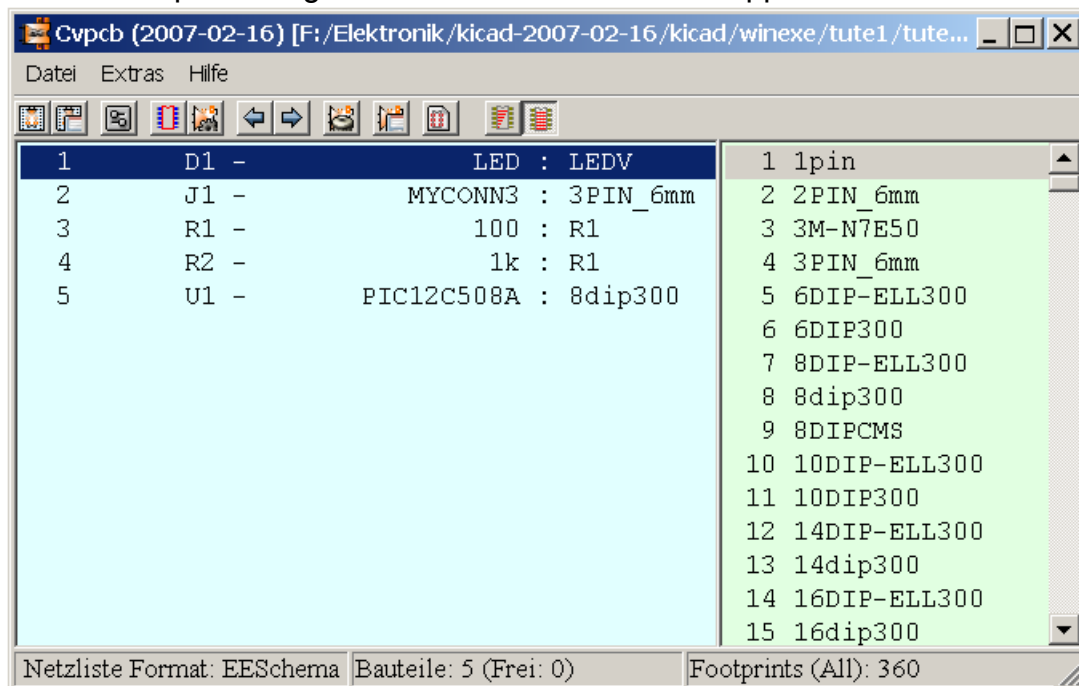 Cvpcb (2007-02-16) [F:/Elektronik/kicad-2007-02-16/kicad/winexe/tute1/tute...
Datei Extras Hilfe
1 D1 - LED : LEDV
2 J1 - MYCONN3 : 3PIN_6mm
3 R1 - 100 : R1
4 R2 - 1k : R1
5 U1 - PIC12C508A : 8dip300
1 1pin
2 2PIN_6mm
3 3M-N7E50
4 3PIN_6mm
5 6DIP-ELL300
6 6DIP300
7 8DIP-ELL300
8 8dip300
9 8DIPCMS
10 10DIP-ELL300
11 10DIP300
12 14DIP-ELL300
13 14dip300
14 16DIP-ELL300
15 16dip300
Netzliste Format: EESchema Bauteile: 5 (Frei: 0) Footprints (All): 360